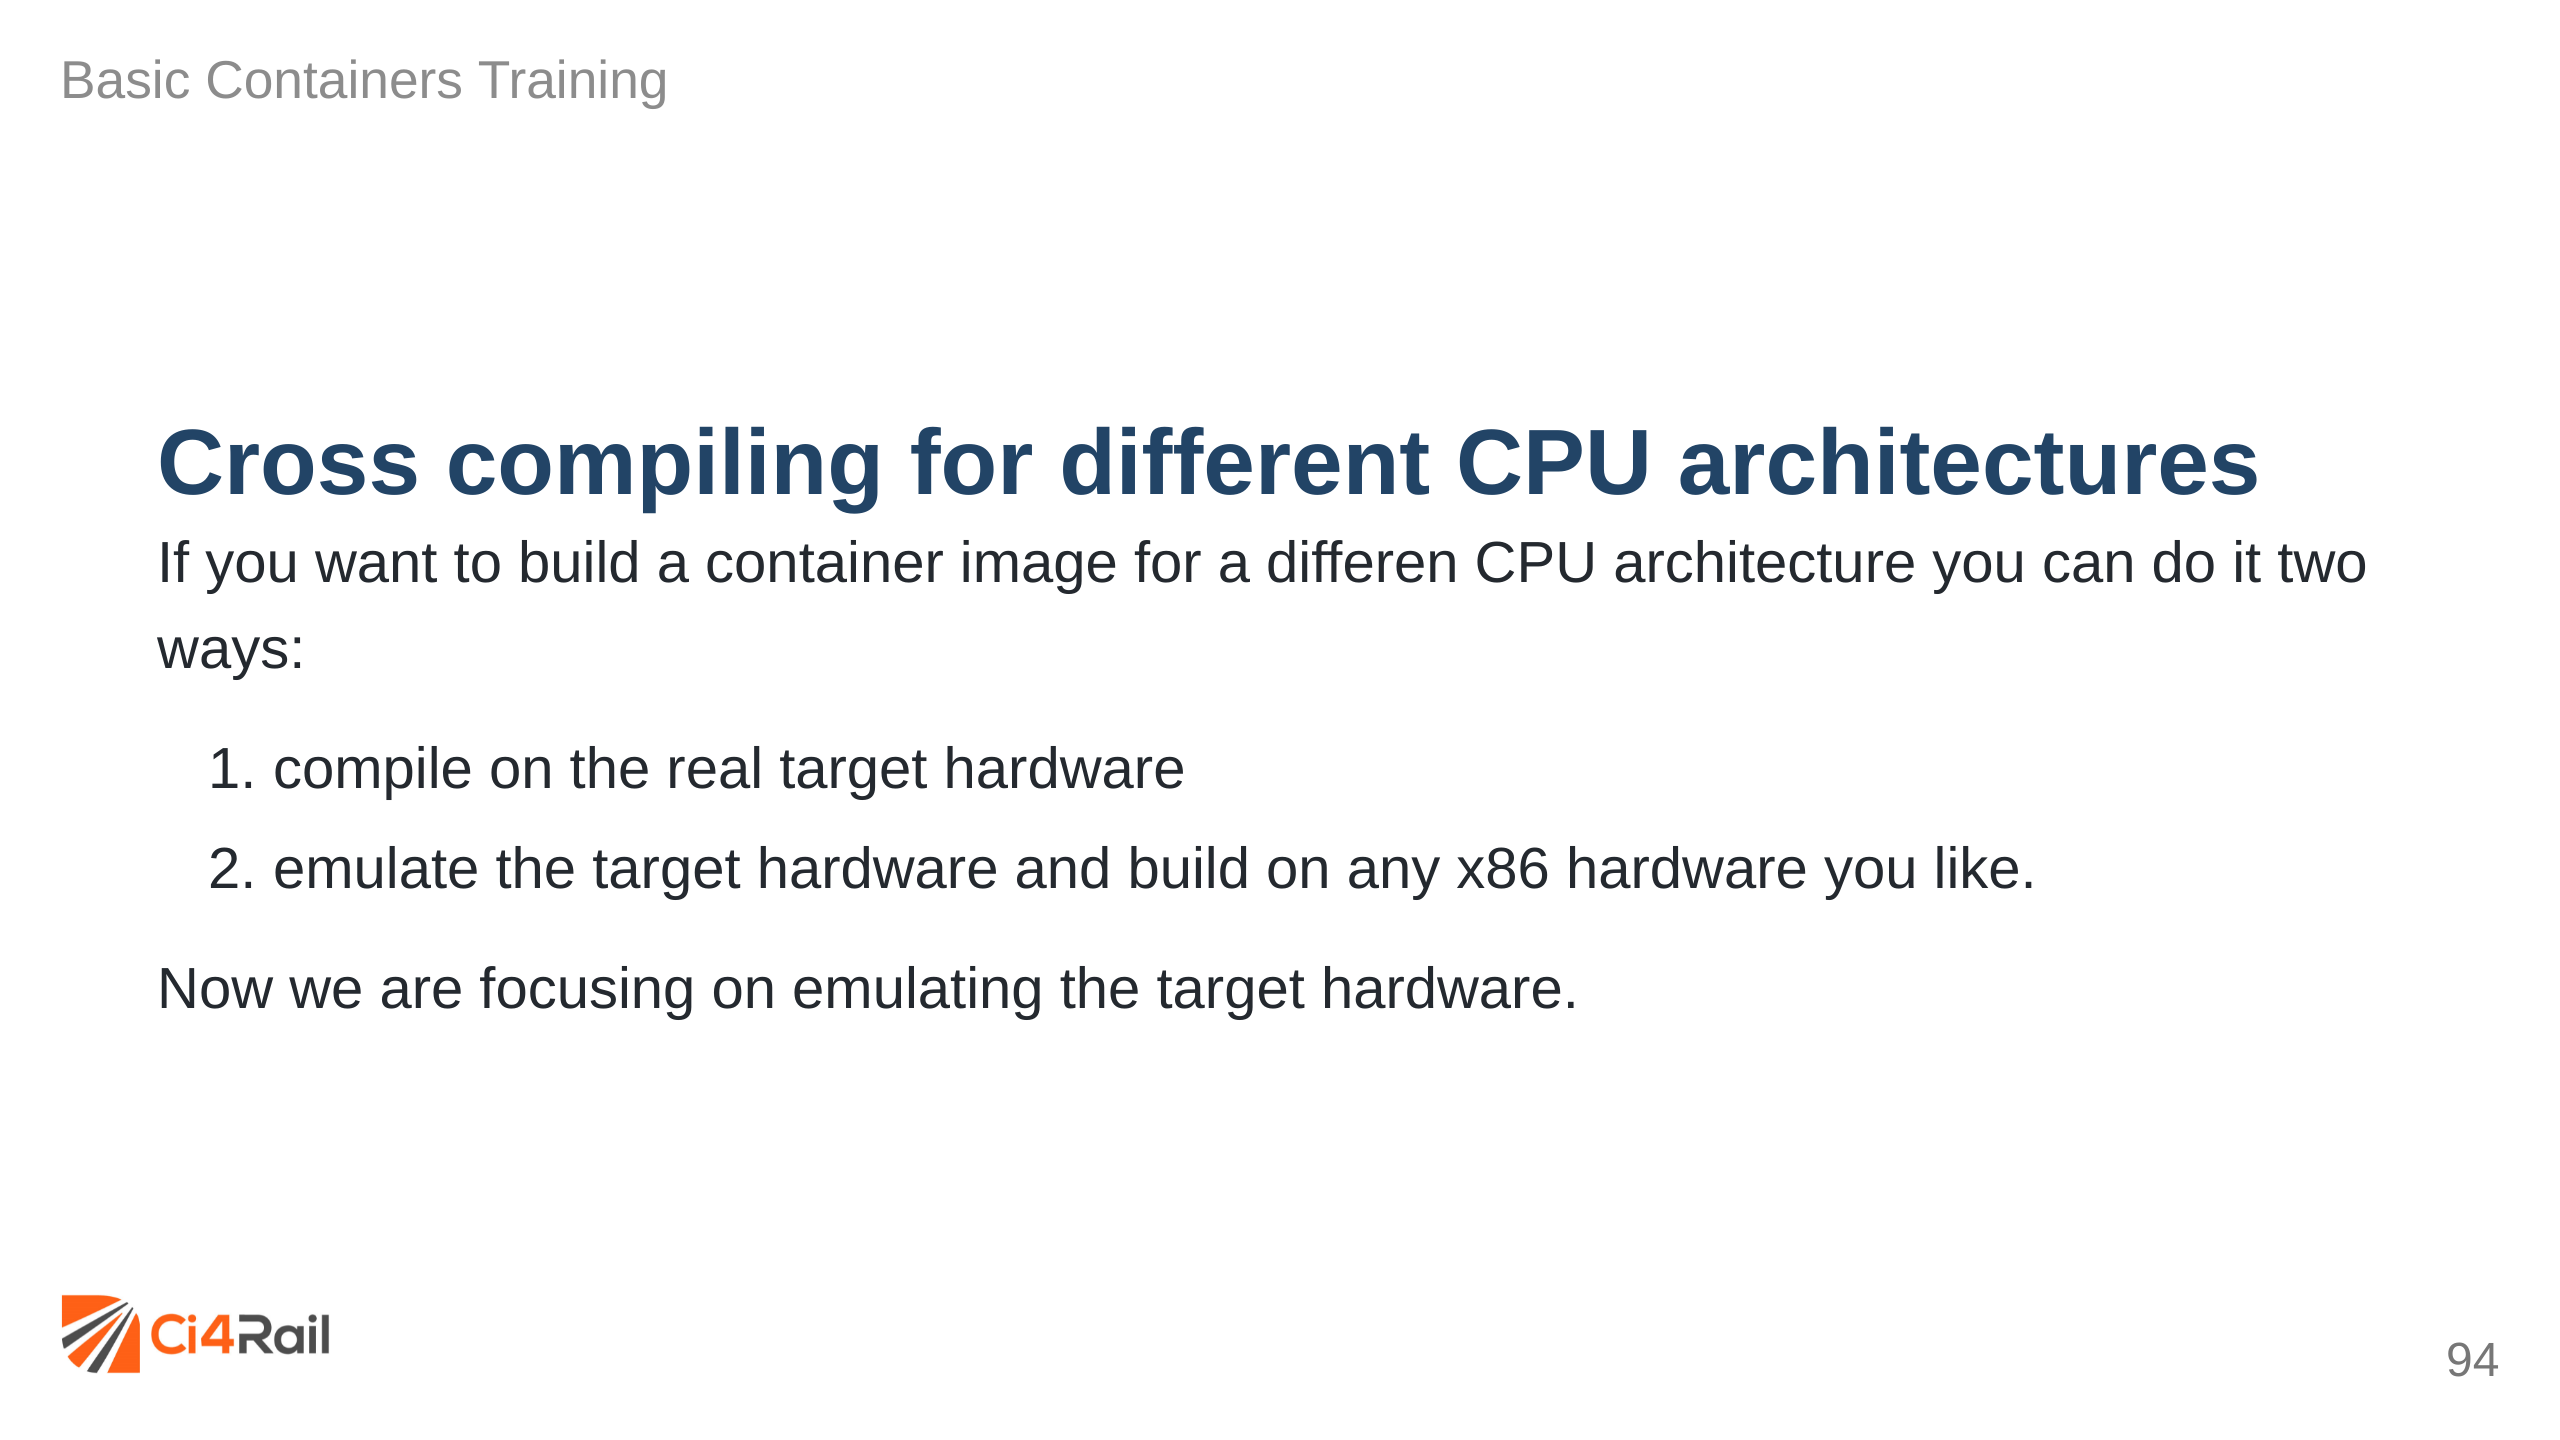 Basic Containers Training
Cross compiling for different CPU architectures
If you want to build a container image for a differen CPU architecture you can do it two
ways:
1. compile on the real target hardware
2. emulate the target hardware and build on any x86 hardware you like.
Now we are focusing on emulating the target hardware.
Ci4Rail
94